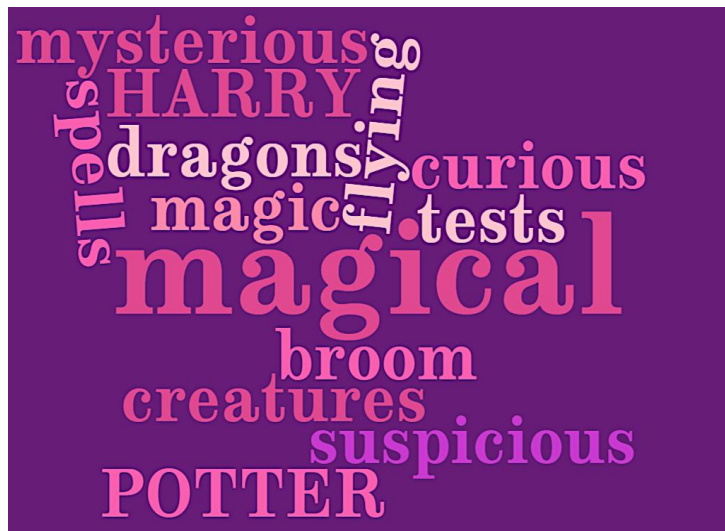 mysterious
HARRY
spells
dragons
flying
curious
magic
tests
magical
broom
creatures
suspicious
POTTER